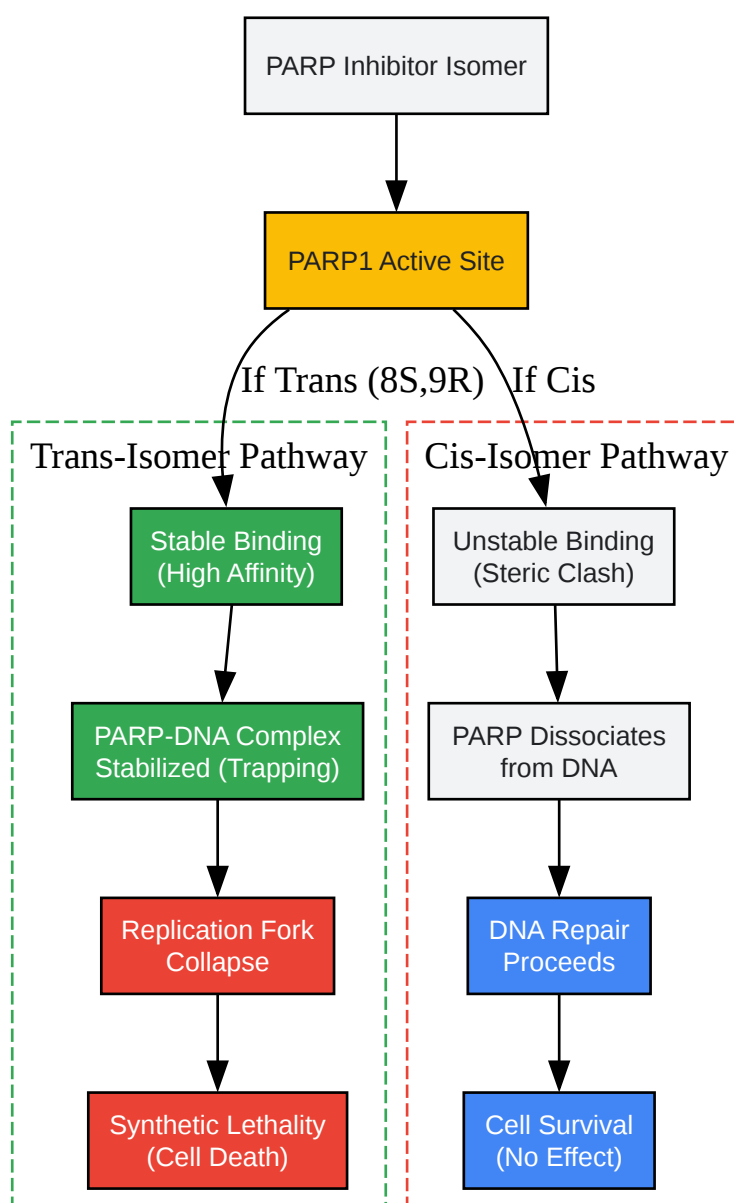 PARP Inhibitor Isomer
PARP1 Active Site
If Trans (8S,9R)
If Cis
Trans-Isomer Pathway
Stable Binding
(High Affinity)
PARP-DNA Complex
Stabilized (Trapping)
Replication Fork
Collapse
Synthetic Lethality
(Cell Death)
Cis-Isomer Pathway
Unstable Binding
(Steric Clash)
PARP Dissociates
from DNA
DNA Repair
Proceeds
Cell Survival
(No Effect)